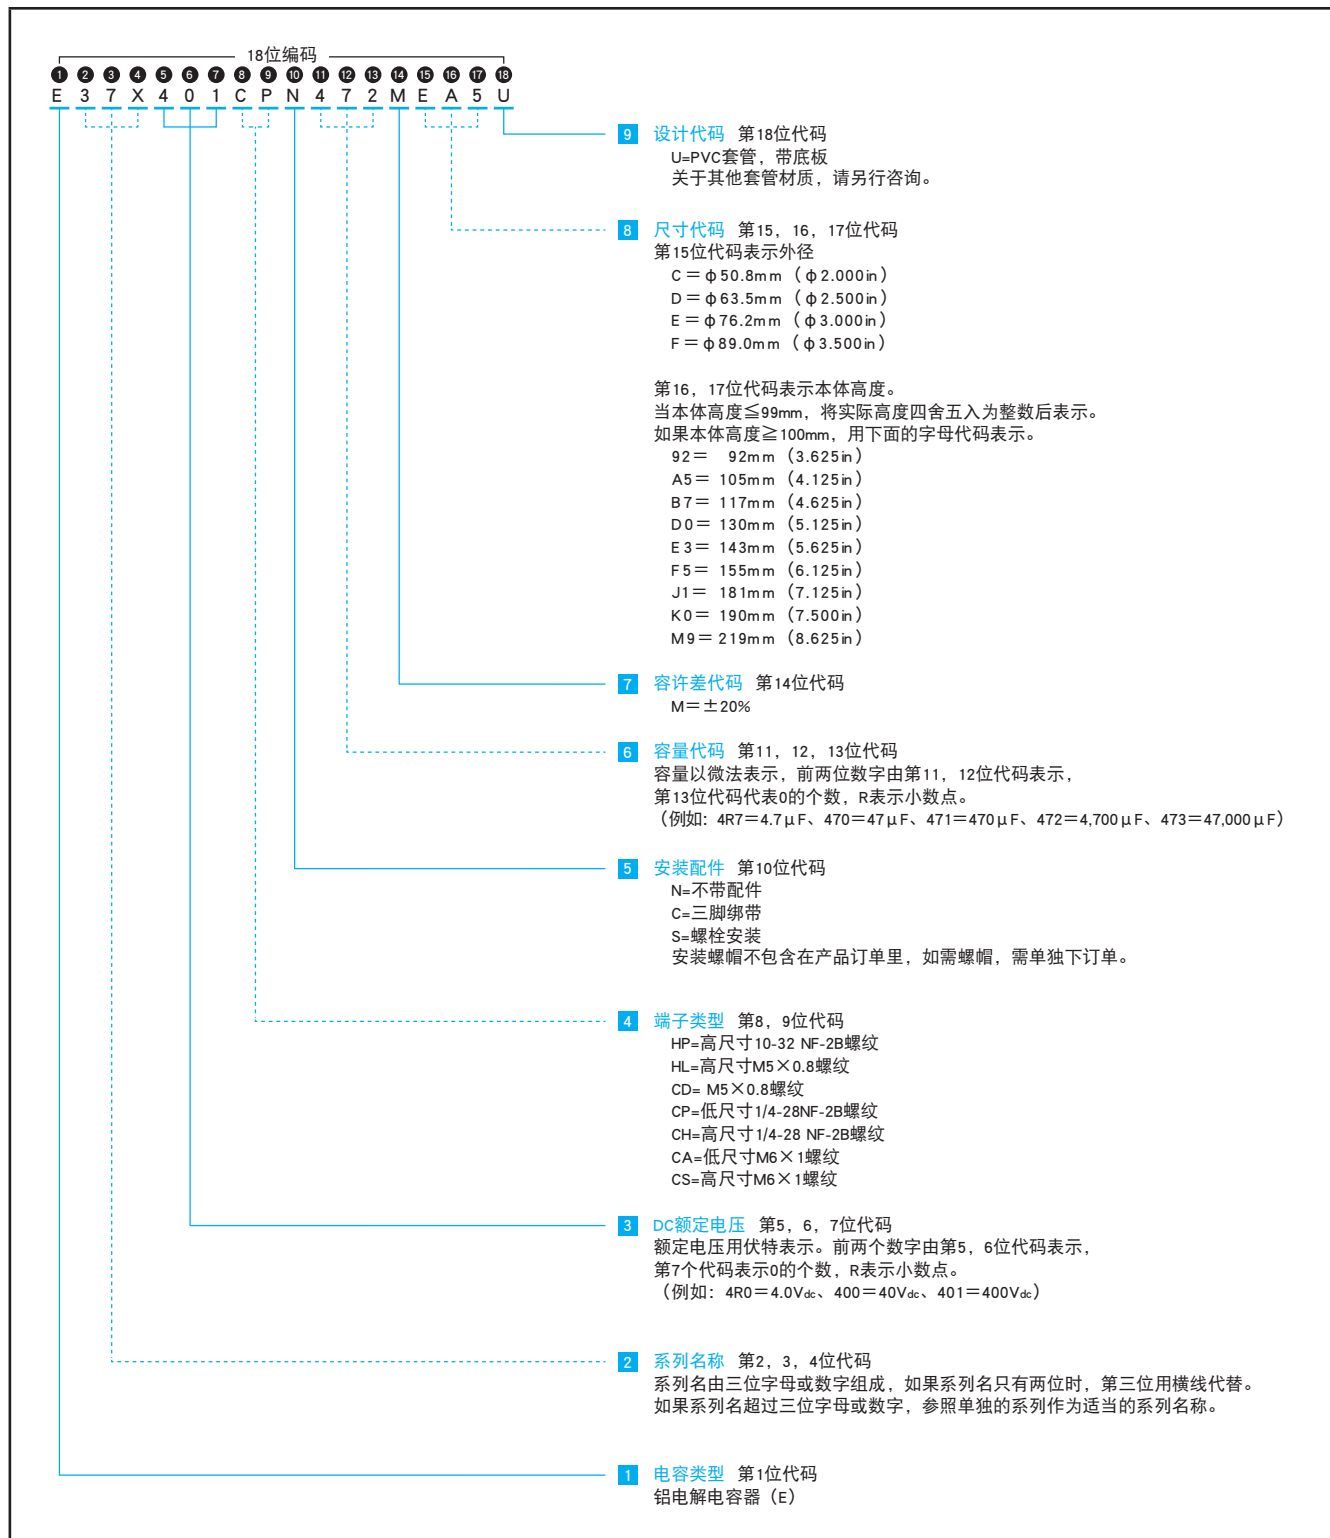 18位编码
1 2 3 4 5 6 7 8 9 10 11 12 13 14 15 16 17 18
E 3 7 X 4 0 1 C P N 4 7 2 M E A 5 U
9 设计代码 第18位代码
U=PVC套管，带底板
关于其他套管材质，请另行咨询。
8 尺寸代码 第15，16，17位代码
第15位代码表示外径
C＝φ50.8mm（φ2.000in）
D＝φ63.5mm（φ2.500in）
E＝φ76.2mm（φ3.000in）
F＝φ89.0mm（φ3.500in）
第16，17位代码表示本体高度。
当本体高度≦99mm，将实际高度四舍五入为整数后表示。
如果本体高度≧100mm，用下面的字母代码表示。
92＝ 92mm（3.625in）
A5＝ 105mm（4.125in）
B7＝ 117mm（4.625in）
D0＝ 130mm（5.125in）
E3＝ 143mm（5.625in）
F5＝ 155mm（6.125in）
J1＝ 181mm（7.125in）
K0＝ 190mm（7.500in）
M9＝ 219mm（8.625in）
7 容许差代码 第14位代码
M＝±20%
6 容量代码 第11，12，13位代码
容量以微法表示，前两位数字由第11，12位代码表示，
第13位代码代表0的个数，R表示小数点。
（例如：4R7＝4.7μF、470＝47μF、471＝470μF、472＝4,700μF、473＝47,000μF）
5 安装配件 第10位代码
N=不带配件
C=三脚绑带
S=螺栓安装
安装螺帽不包含在产品订单里，如需螺帽，需单独下订单。
4 端子类型 第8，9位代码
HP=高尺寸10-32 NF-2B螺纹
HL=高尺寸M5×0.8螺纹
CD= M5×0.8螺纹
CP=低尺寸1/4-28NF-2B螺纹
CH=高尺寸1/4-28 NF-2B螺纹
CA=低尺寸M6×1螺纹
CS=高尺寸M6×1螺纹
3 DC额定电压 第5，6，7位代码
额定电压用伏特表示。前两个数字由第5，6位代码表示，
第7个代码表示0的个数，R表示小数点。
（例如：4R0＝4.0Vdc、400＝40Vdc、401＝400Vdc）
2 系列名称 第2，3，4位代码
系列名由三位字母或数字组成，如果系列名只有两位时，第三位用横线代替。
如果系列名超过三位字母或数字，参照单独的系列作为适当的系列名称。
1 电容类型 第1位代码
铝电解电容器（E）